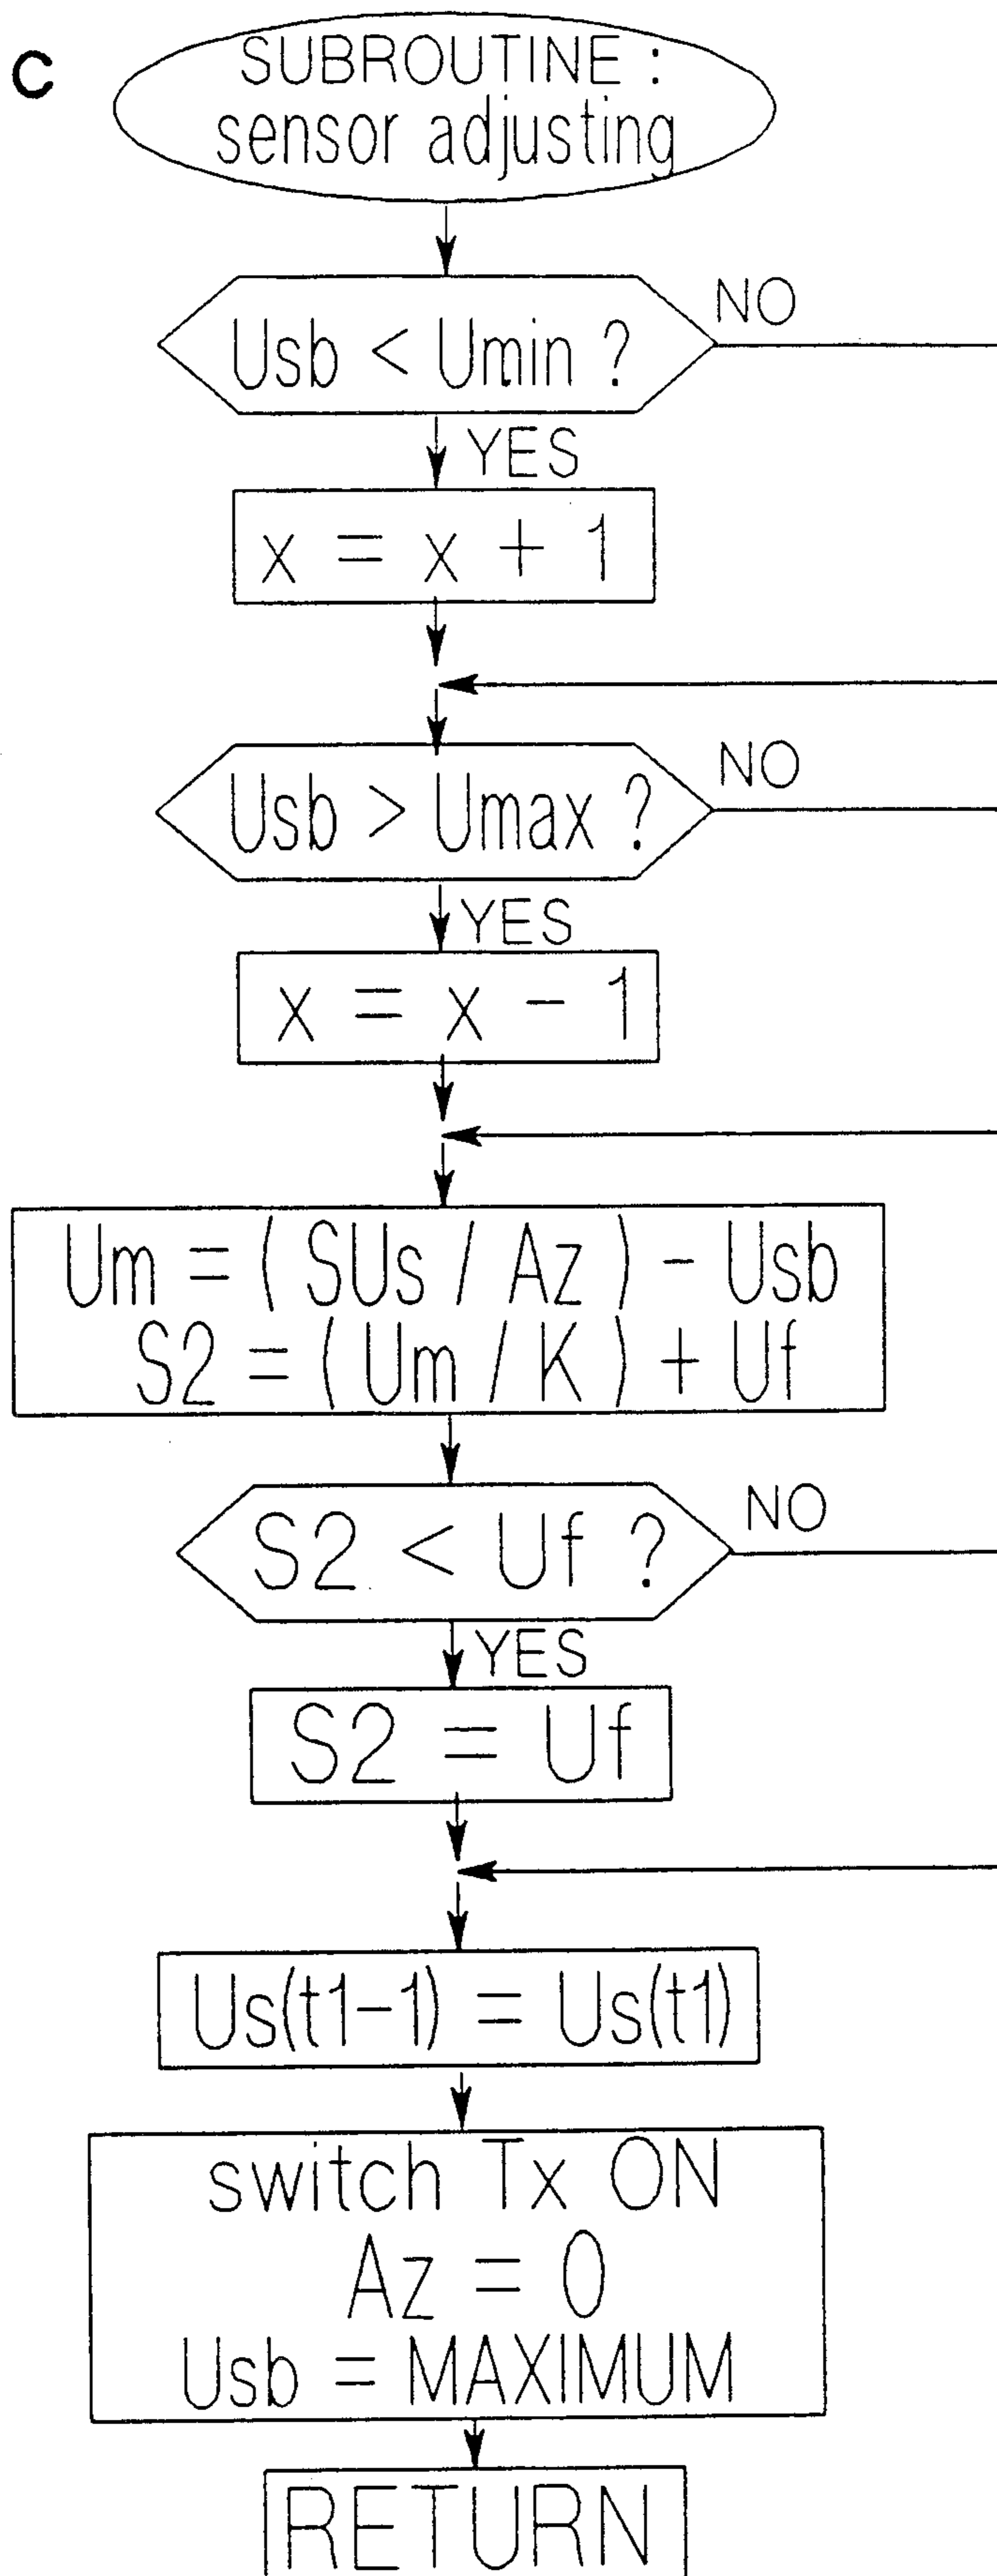 C
SUBROUTINE :
sensor adjusting
Usb < Umin ?
NO
YES
x = x + 1
Usb > Umax ?
NO
YES
x = x - 1
Um = ( SUs / Az ) - Usb
S2 = ( Um / K ) + Uf
S2 < Uf ?
NO
YES
S2 = Uf
Us(t1-1) = Us(t1)
switch Tx ON
Az = 0
Usb = MAXIMUM
RETURN